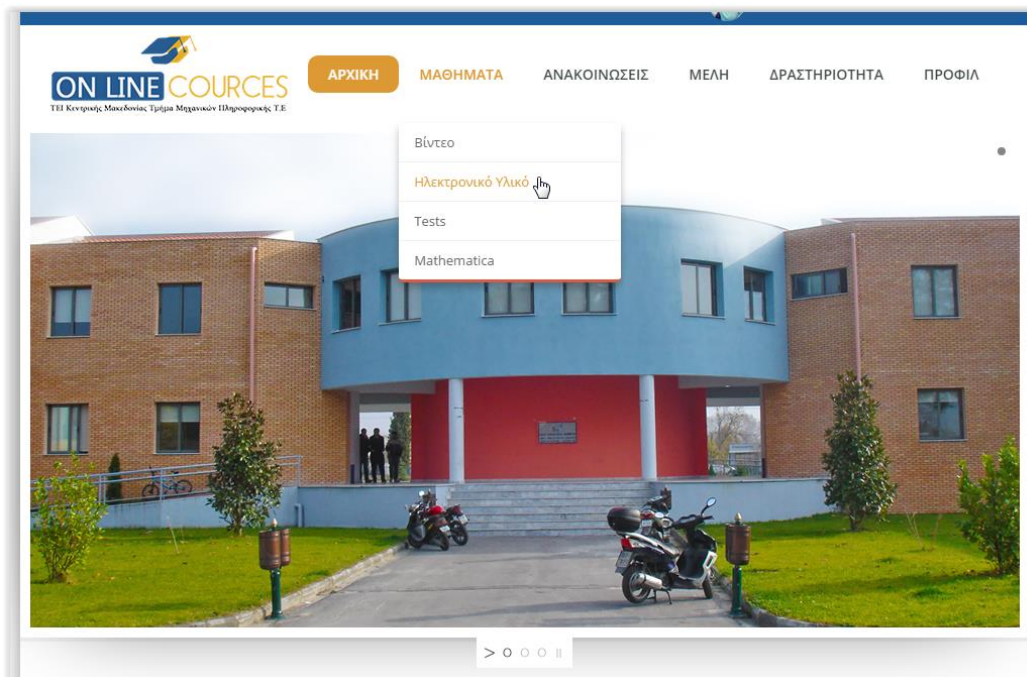 ON LINE COURCES
ΤΕΙ Κεντρικής Μακεδονίας Τμήμα Μηχανικών Πληροφορικής Τ.Ε
ΑΡΧΙΚΗ ΜΑΘΗΜΑΤΑ ΑΝΑΚΟΙΝΩΣΕΙΣ ΜΕΛΗ ΔΡΑΣΤΗΡΙΟΤΗΤΑ ΠΡΟΦΙΛ
Βίντεο
Ηλεκτρονικό Υλικό
Tests
Mathematica